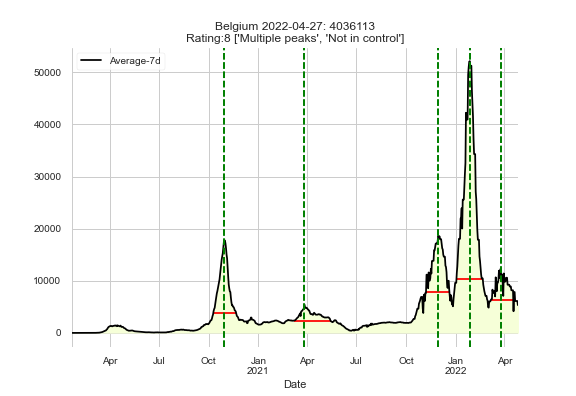 Belgium 2022-04-27: 4036113
Rating:8 ['Multiple peaks', 'Not in control']
Average-7d
50000
40000
30000
20000
10000
0
Apr Jul Oct Jan Apr Jul Oct Jan Apr
2021 2022
Date